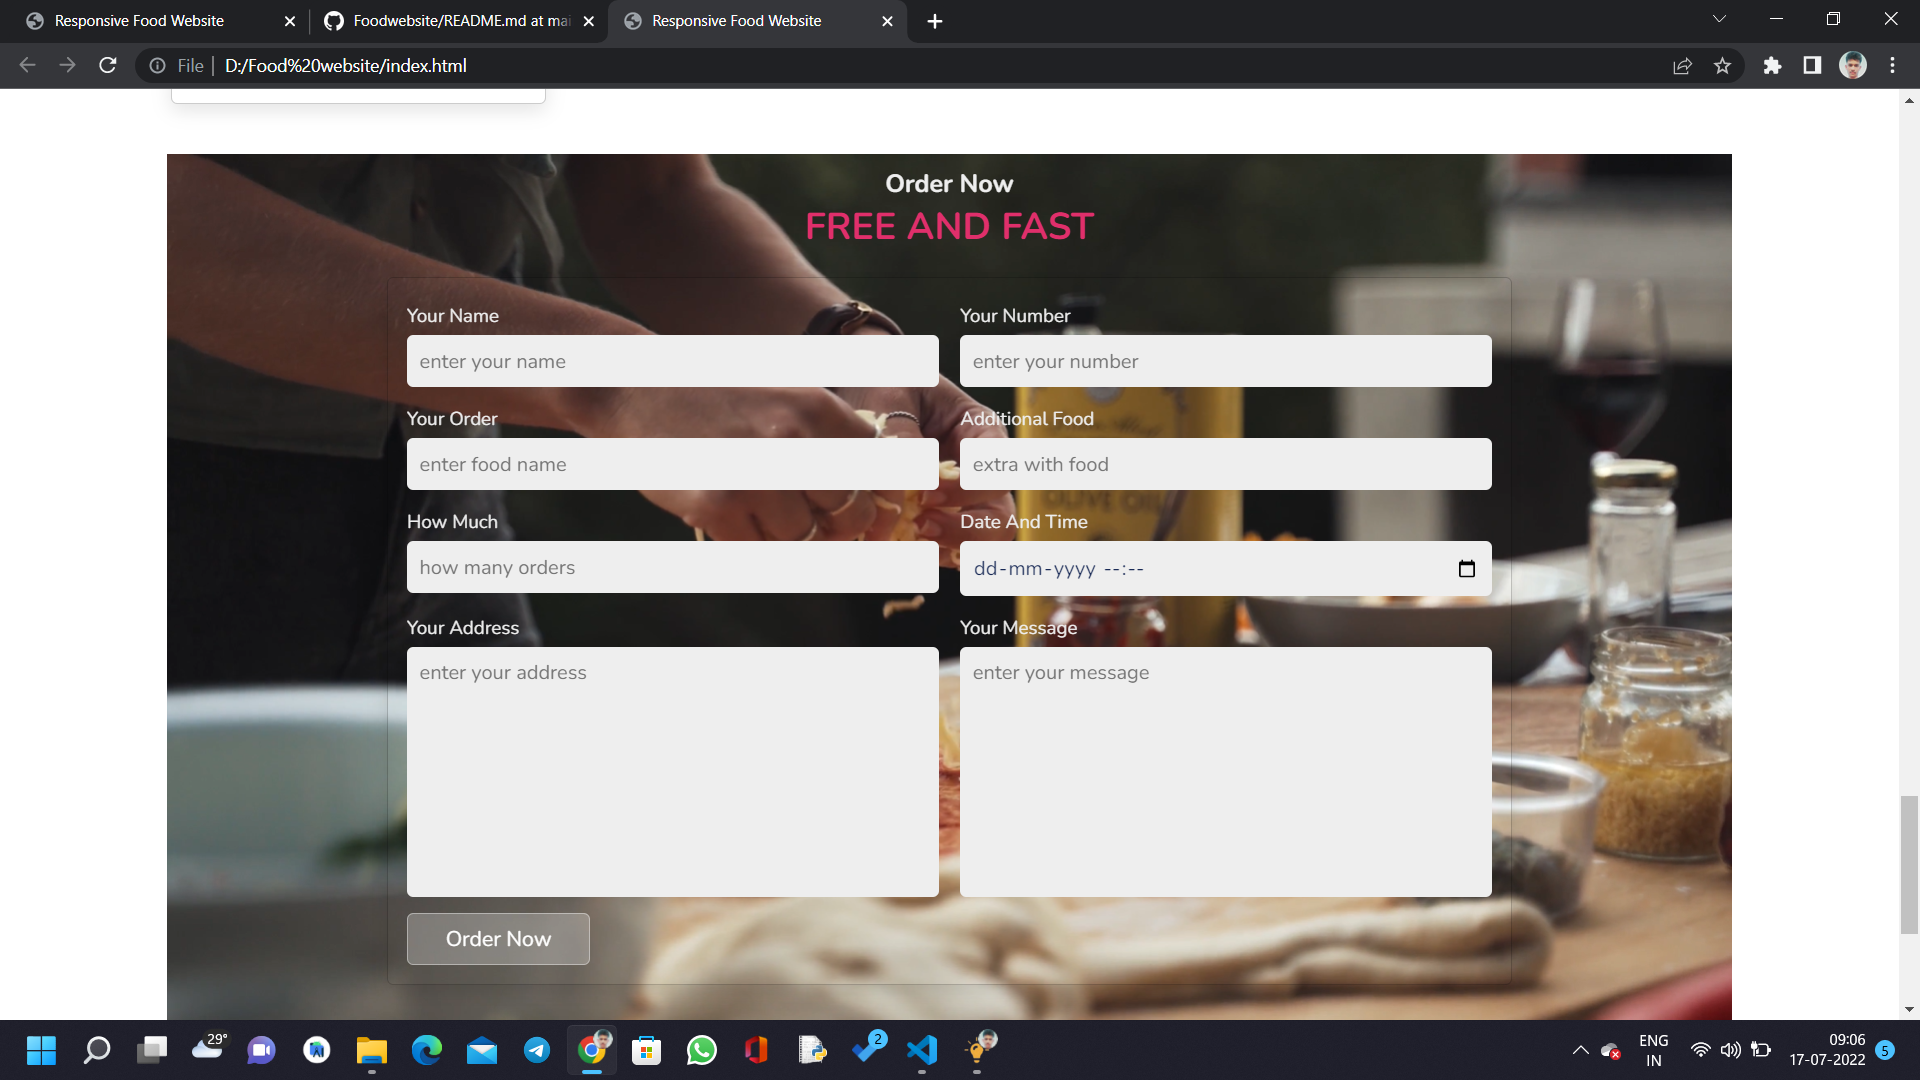 Responsive Food Website
Foodwebsite/README.md at mai
Responsive Food Website
File
D:/Food%20website/index.html
Order Now
FREE AND FAST
Your Name
Your Number
enter your name
enter your number
Your Order
Additional Food
enter food name
extra with food
OLIVE OIL
How Much
Date And Time
how many orders
dd-mm-yyyy --:--
Your Address
Your Message
enter your address
enter your message
Order Now
29°
2
ENG
IN
09:06
17-07-2022
5